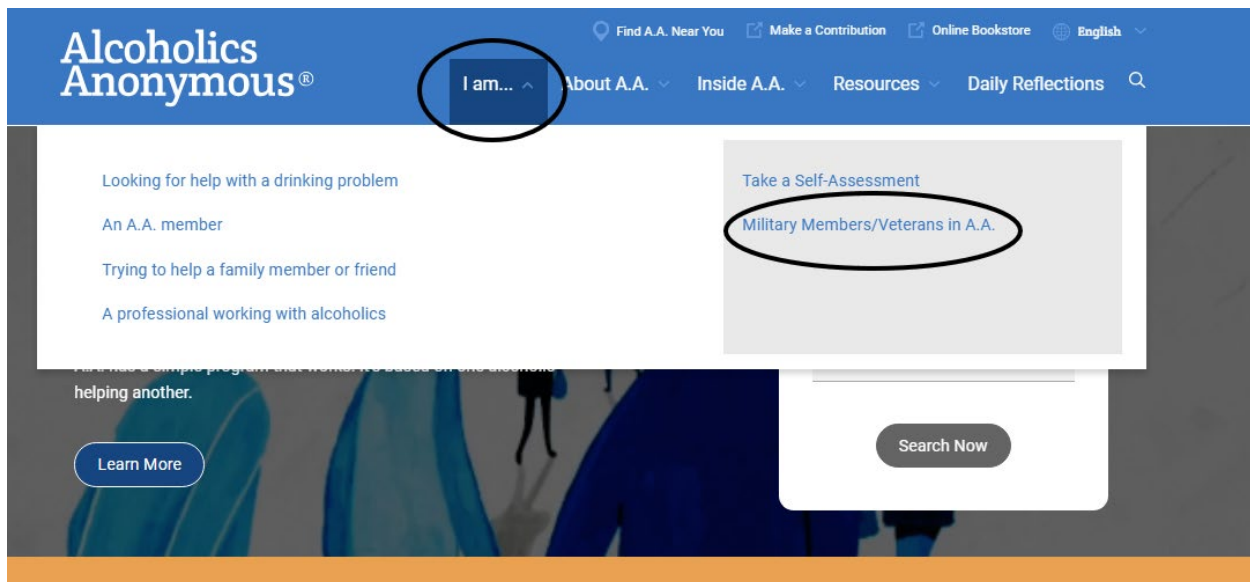 Alcoholics
Anonymous®
Find A.A. Near You
Make a Contribution
Online Bookstore
English
I am...
About A.A.
Inside A.A.
Resources
Daily Reflections
Looking for help with a drinking problem
An A.A. member
Trying to help a family member or friend
A professional working with alcoholics
Take a Self-Assessment
Military Members/Veterans in A.A.
helping another.
Learn More
Search Now